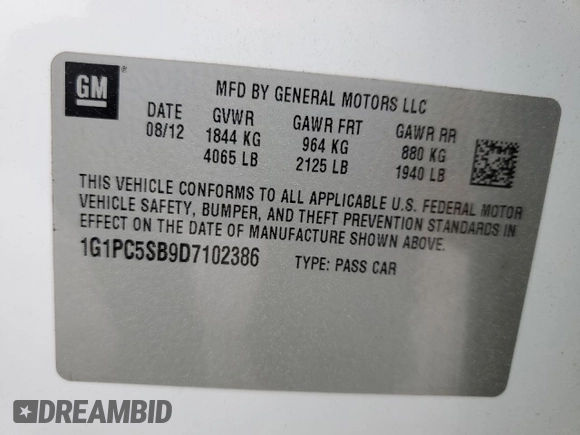 GM ®
MFD BY GENERAL MOTORS LLC
DATE GVWR GAWR FRT GAWR RR
08/12 1844 KG 964 KG 880 KG
4065 LB 2125 LB 1940 LB
THIS VEHICLE CONFORMS TO ALL APPLICABLE U.S. FEDERAL MOTOR
VEHICLE SAFETY, BUMPER, AND THEFT PREVENTION STANDARDS IN
EFFECT ON THE DATE OF MANUFACTURE SHOWN ABOVE.
1G1PC5SB9D7102386 TYPE: PASS CAR
DREAMBID